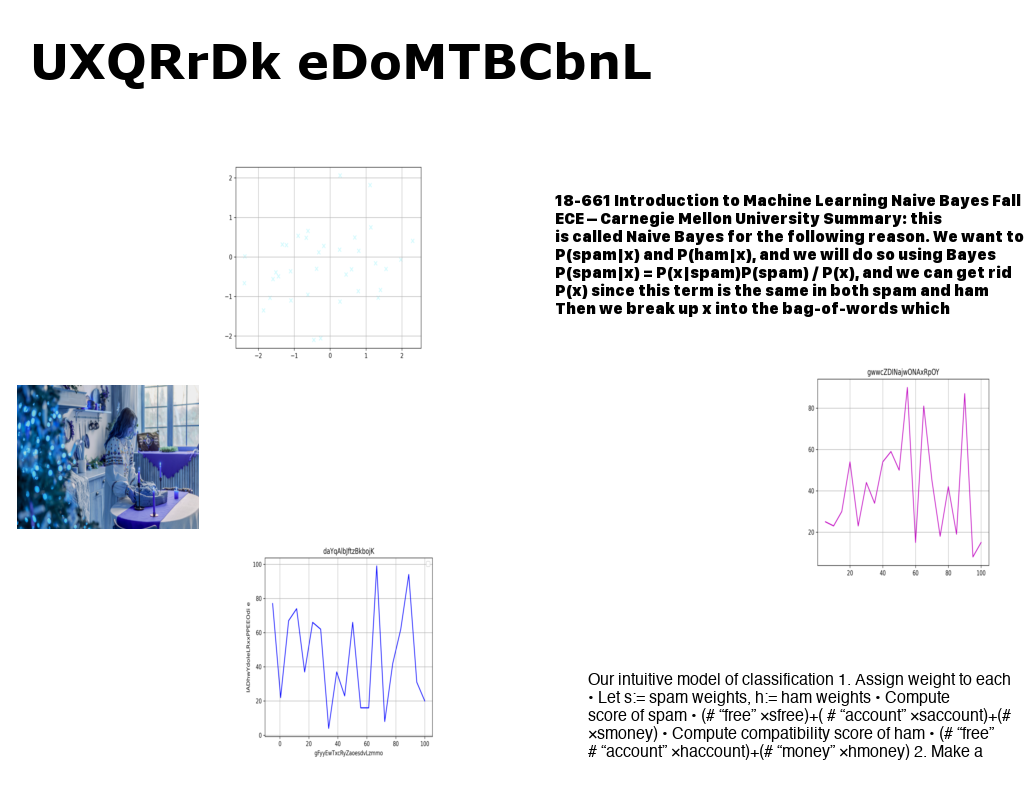 UXQRrDk eDoMTBCbnL
2
1
0
−1
−2
−2 −1 0 1 2
18-661 Introduction to Machine Learning Naive Bayes Fall
ECE – Carnegie Mellon University Summary: this
is called Naive Bayes for the following reason. We want to
P(spam|x) and P(ham|x), and we will do so using Bayes
P(spam|x) = P(x|spam)P(spam) / P(x), and we can get rid
P(x) since this term is the same in both spam and ham
Then we break up x into the bag-of-words which
80
60
40
20
20 40 60 80 100
100
80
60
40
20
0
0 20 40 60 80 100
Our intuitive model of classification 1. Assign weight to each
• Let s:= spam weights, h:= ham weights • Compute
score of spam • (# “free” ×sfree)+( # “account” ×saccount)+(#
×smoney) • Compute compatibility score of ham • (# “free”
# “account” ×haccount)+(# “money” ×hmoney) 2. Make a